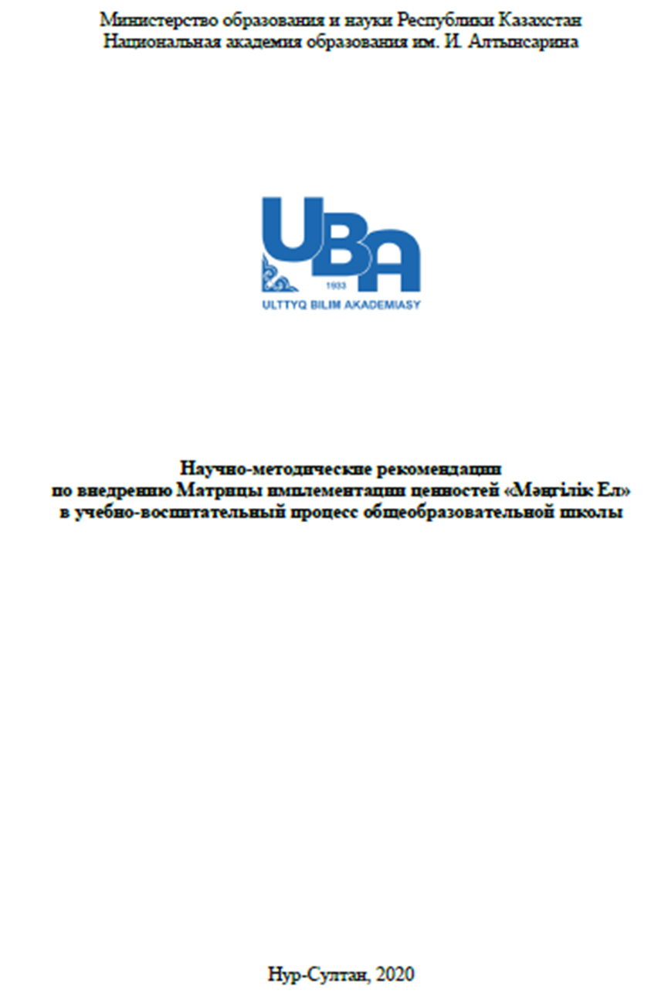 Министерство образования и науки Республики Казахстан
Национальная академия образования им. И. Алтынсарина
UBA
1933
ULTTYQ BILIM AKADEMIASY
Научно-методические рекомендации
по внедрению Матрицы имплементации ценностей «Мәңгілік Ел»
в учебно-воспитательный процесс общеобразовательной школы
Нур-Султан, 2020